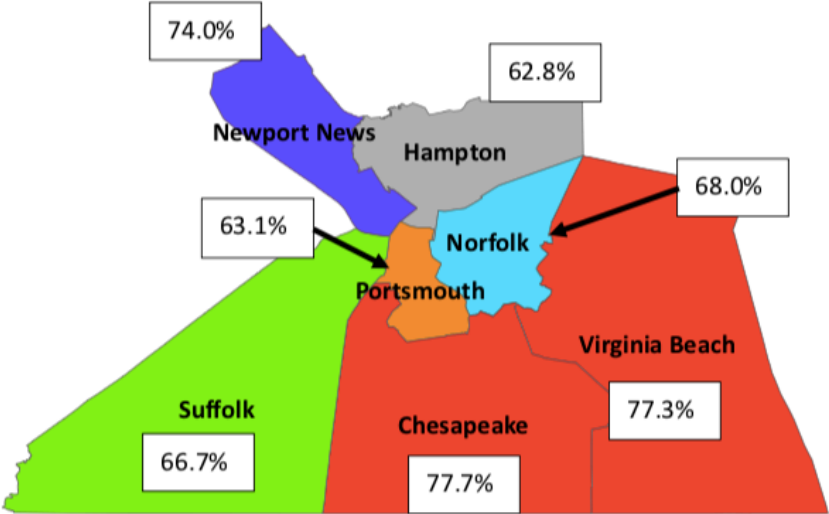 74.0%
62.8%
Newport News
Hampton
68.0%
63.1%
Norfolk
Portsmouth
Virginia Beach
77.3%
Suffolk
66.7%
Chesapeake
77.7%